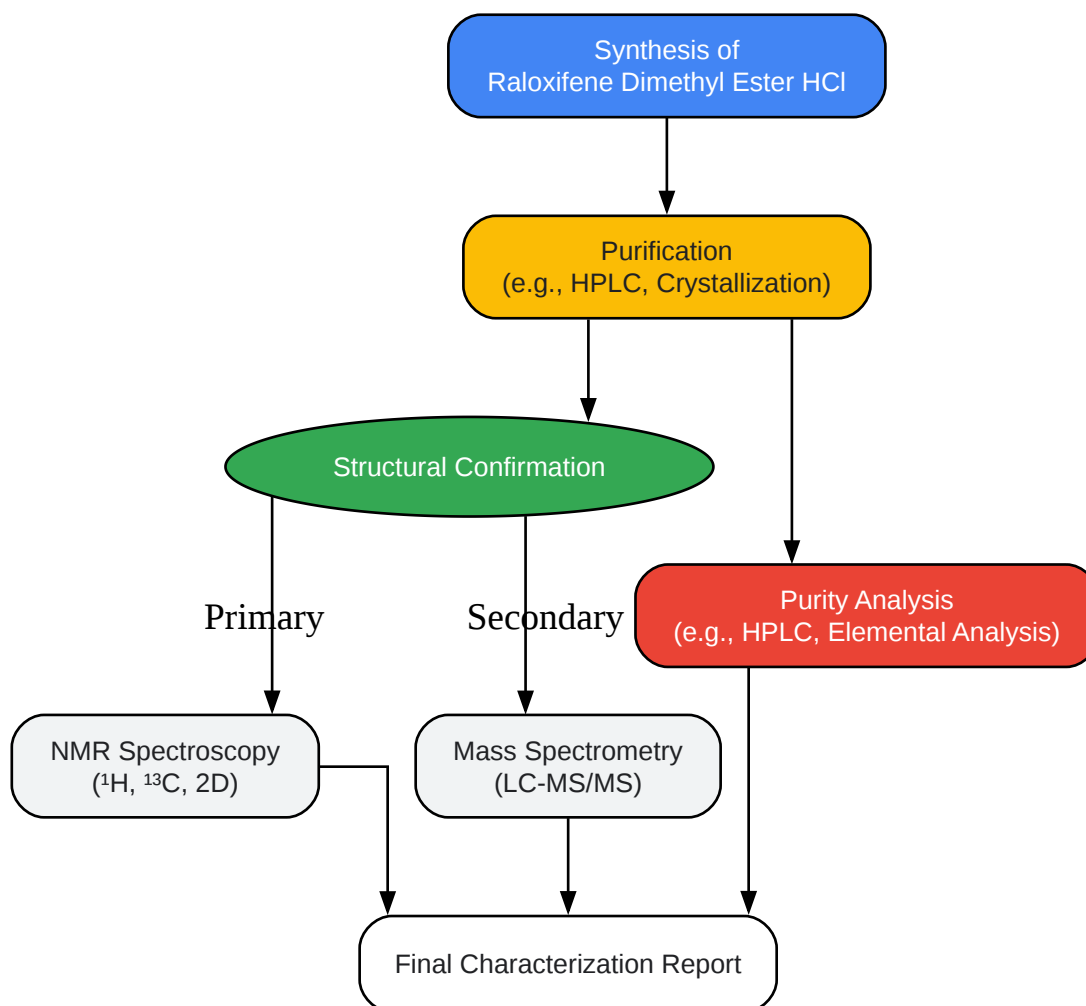 Synthesis of
Raloxifene Dimethyl Ester HCl
Purification
(e.g., HPLC, Crystallization)
Structural Confirmation
Purity Analysis
(e.g., HPLC, Elemental Analysis)
Primary
Secondary
NMR Spectroscopy
(¹H, ¹³C, 2D)
Mass Spectrometry
(LC-MS/MS)
Final Characterization Report